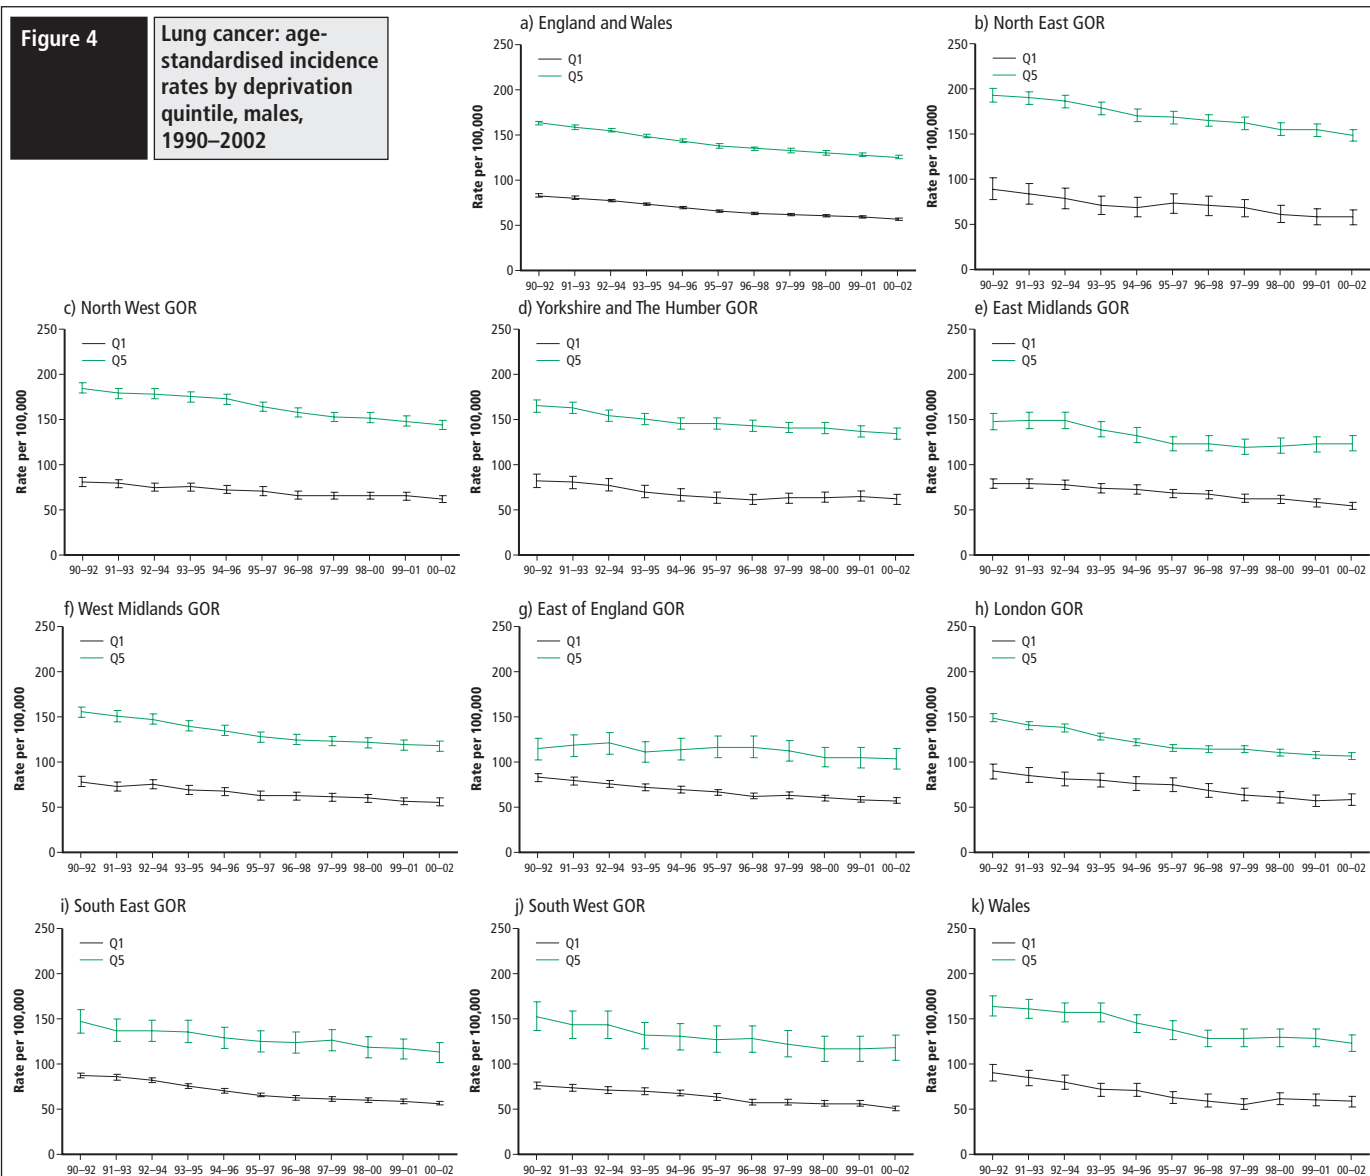 Figure 4
Lung cancer: age-
standardised incidence
rates by deprivation
quintile, males,
1990–2002
a) England and Wales
250
200
150
100
50
0
Rate per 100,000
Q1
Q5
90–92 91–93 92–94 93–95 94–96 95–97 96–98 97–99 98–00 99–01 00–02
b) North East GOR
250
200
150
100
50
0
Rate per 100,000
Q1
Q5
90–92 91–93 92–94 93–95 94–96 95–97 96–98 97–99 98–00 99–01 00–02
c) North West GOR
250
200
150
100
50
0
Rate per 100,000
Q1
Q5
90–92 91–93 92–94 93–95 94–96 95–97 96–98 97–99 98–00 99–01 00–02
d) Yorkshire and The Humber GOR
250
200
150
100
50
0
Rate per 100,000
Q1
Q5
90–92 91–93 92–94 93–95 94–96 95–97 96–98 97–99 98–00 99–01 00–02
e) East Midlands GOR
250
200
150
100
50
0
Rate per 100,000
Q1
Q5
90–92 91–93 92–94 93–95 94–96 95–97 96–98 97–99 98–00 99–01 00–02
f) West Midlands GOR
250
200
150
100
50
0
Rate per 100,000
Q1
Q5
90–92 91–93 92–94 93–95 94–96 95–97 96–98 97–99 98–00 99–01 00–02
g) East of England GOR
250
200
150
100
50
0
Rate per 100,000
Q1
Q5
90–92 91–93 92–94 93–95 94–96 95–97 96–98 97–99 98–00 99–01 00–02
h) London GOR
250
200
150
100
50
0
Rate per 100,000
Q1
Q5
90–92 91–93 92–94 93–95 94–96 95–97 96–98 97–99 98–00 99–01 00–02
i) South East GOR
250
200
150
100
50
0
Rate per 100,000
Q1
Q5
90–92 91–93 92–94 93–95 94–96 95–97 96–98 97–99 98–00 99–01 00–02
j) South West GOR
250
200
150
100
50
0
Rate per 100,000
Q1
Q5
90–92 91–93 92–94 93–95 94–96 95–97 96–98 97–99 98–00 99–01 00–02
k) Wales
250
200
150
100
50
0
Rate per 100,000
Q1
Q5
90–92 91–93 92–94 93–95 94–96 95–97 96–98 97–99 98–00 99–01 00–02